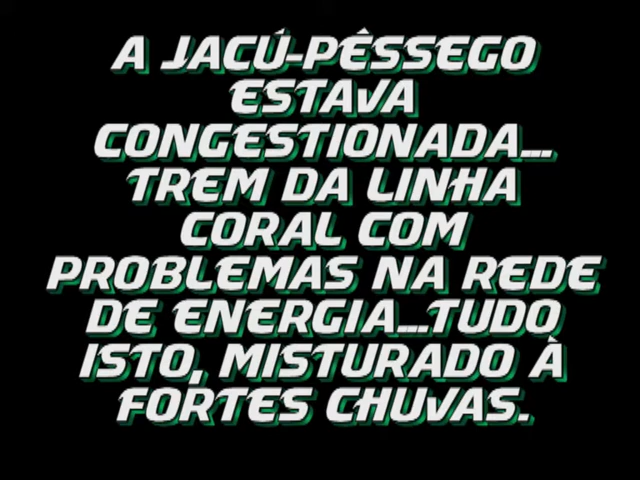 A JACÚ-PÊSSEGO
ESTAVA
CONGESTIONADA...
TREM DA LINHA
CORAL COM
PROBLEMAS NA REDE
DE ENERGIA...TUDO
ISTO, MISTURADO À
FORTES CHUVAS.